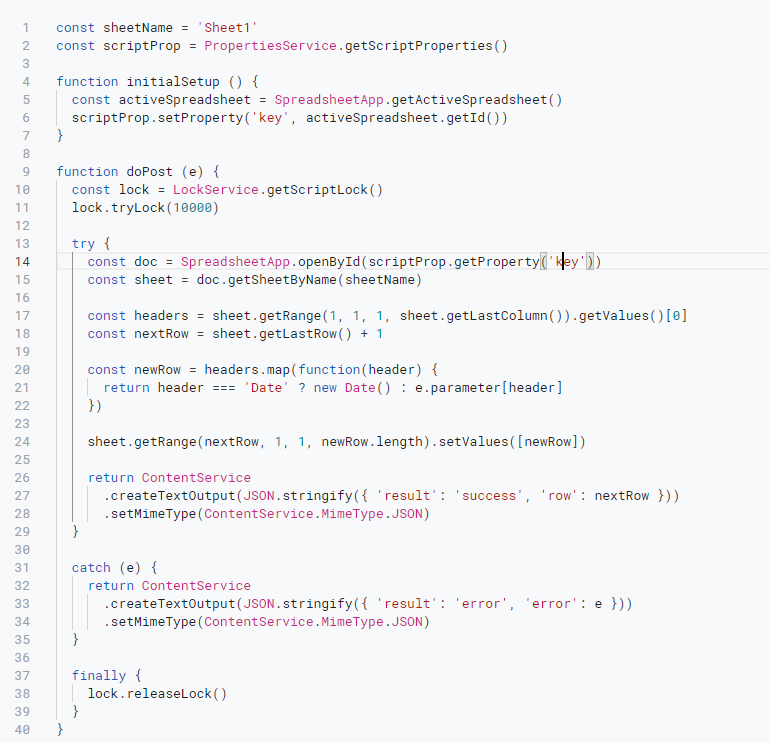 1 const sheetName = 'Sheet1'
2 const scriptProp = PropertiesService.getScriptProperties()
3
4 function initialSetup () {
5   const activeSpreadsheet = SpreadsheetApp.getActiveSpreadsheet()
6   scriptProp.setProperty('key', activeSpreadsheet.getId())
7 }
8
9 function doPost (e) {
10   const lock = LockService.getScriptLock()
11   lock.tryLock(10000)
12
13   try {
14     const doc = SpreadsheetApp.openById(scriptProp.getProperty('key'))
15     const sheet = doc.getSheetByName(sheetName)
16
17     const headers = sheet.getRange(1, 1, 1, sheet.getLastColumn()).getValues()[0]
18     const nextRow = sheet.getLastRow() + 1
19
20     const newRow = headers.map(function(header) {
21       return header === 'Date' ? new Date() : e.parameter[header]
22     })
23
24     sheet.getRange(nextRow, 1, 1, newRow.length).setValues([newRow])
25
26     return ContentService
27       .createTextOutput(JSON.stringify({ 'result': 'success', 'row': nextRow }))
28       .setMimeType(ContentService.MimeType.JSON)
29   }
30
31   catch (e) {
32     return ContentService
33       .createTextOutput(JSON.stringify({ 'result': 'error', 'error': e }))
34       .setMimeType(ContentService.MimeType.JSON)
35   }
36
37   finally {
38     lock.releaseLock()
39   }
40 }